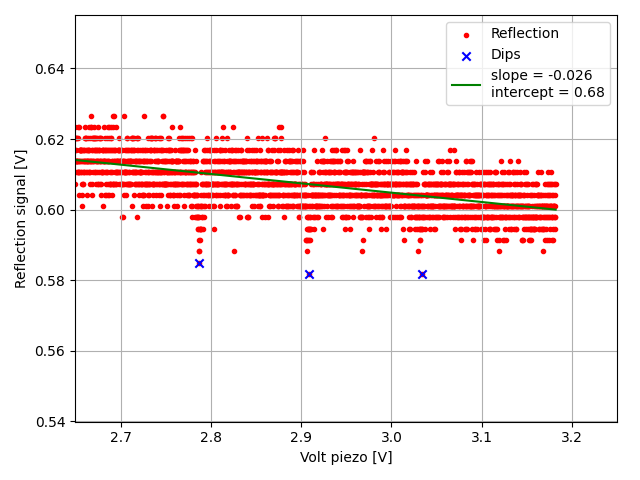 Reflection
Dips
slope = -0.026
intercept = 0.68
Reflection signal [V]
0.64
0.62
0.60
0.58
0.56
0.54
2.7 2.8 2.9 3.0 3.1 3.2
Volt piezo [V]